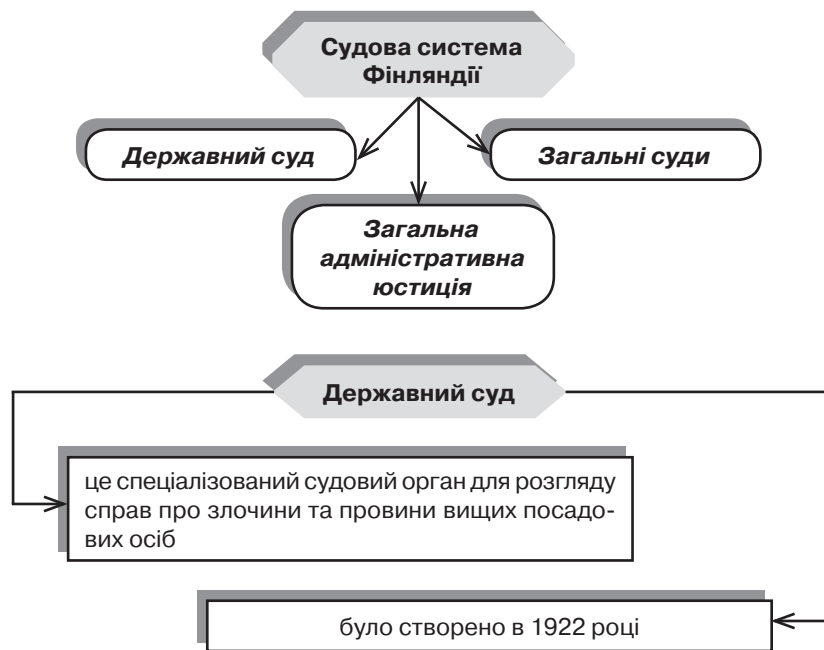 Судова система
Фінляндії
Державний суд
Загальні суди
Загальна
адміністративна
юстиція
Державний суд
це спеціалізований судовий орган для розгляду
справ про злочини та провини вищих посадо-
вих осіб
було створено в 1922 році